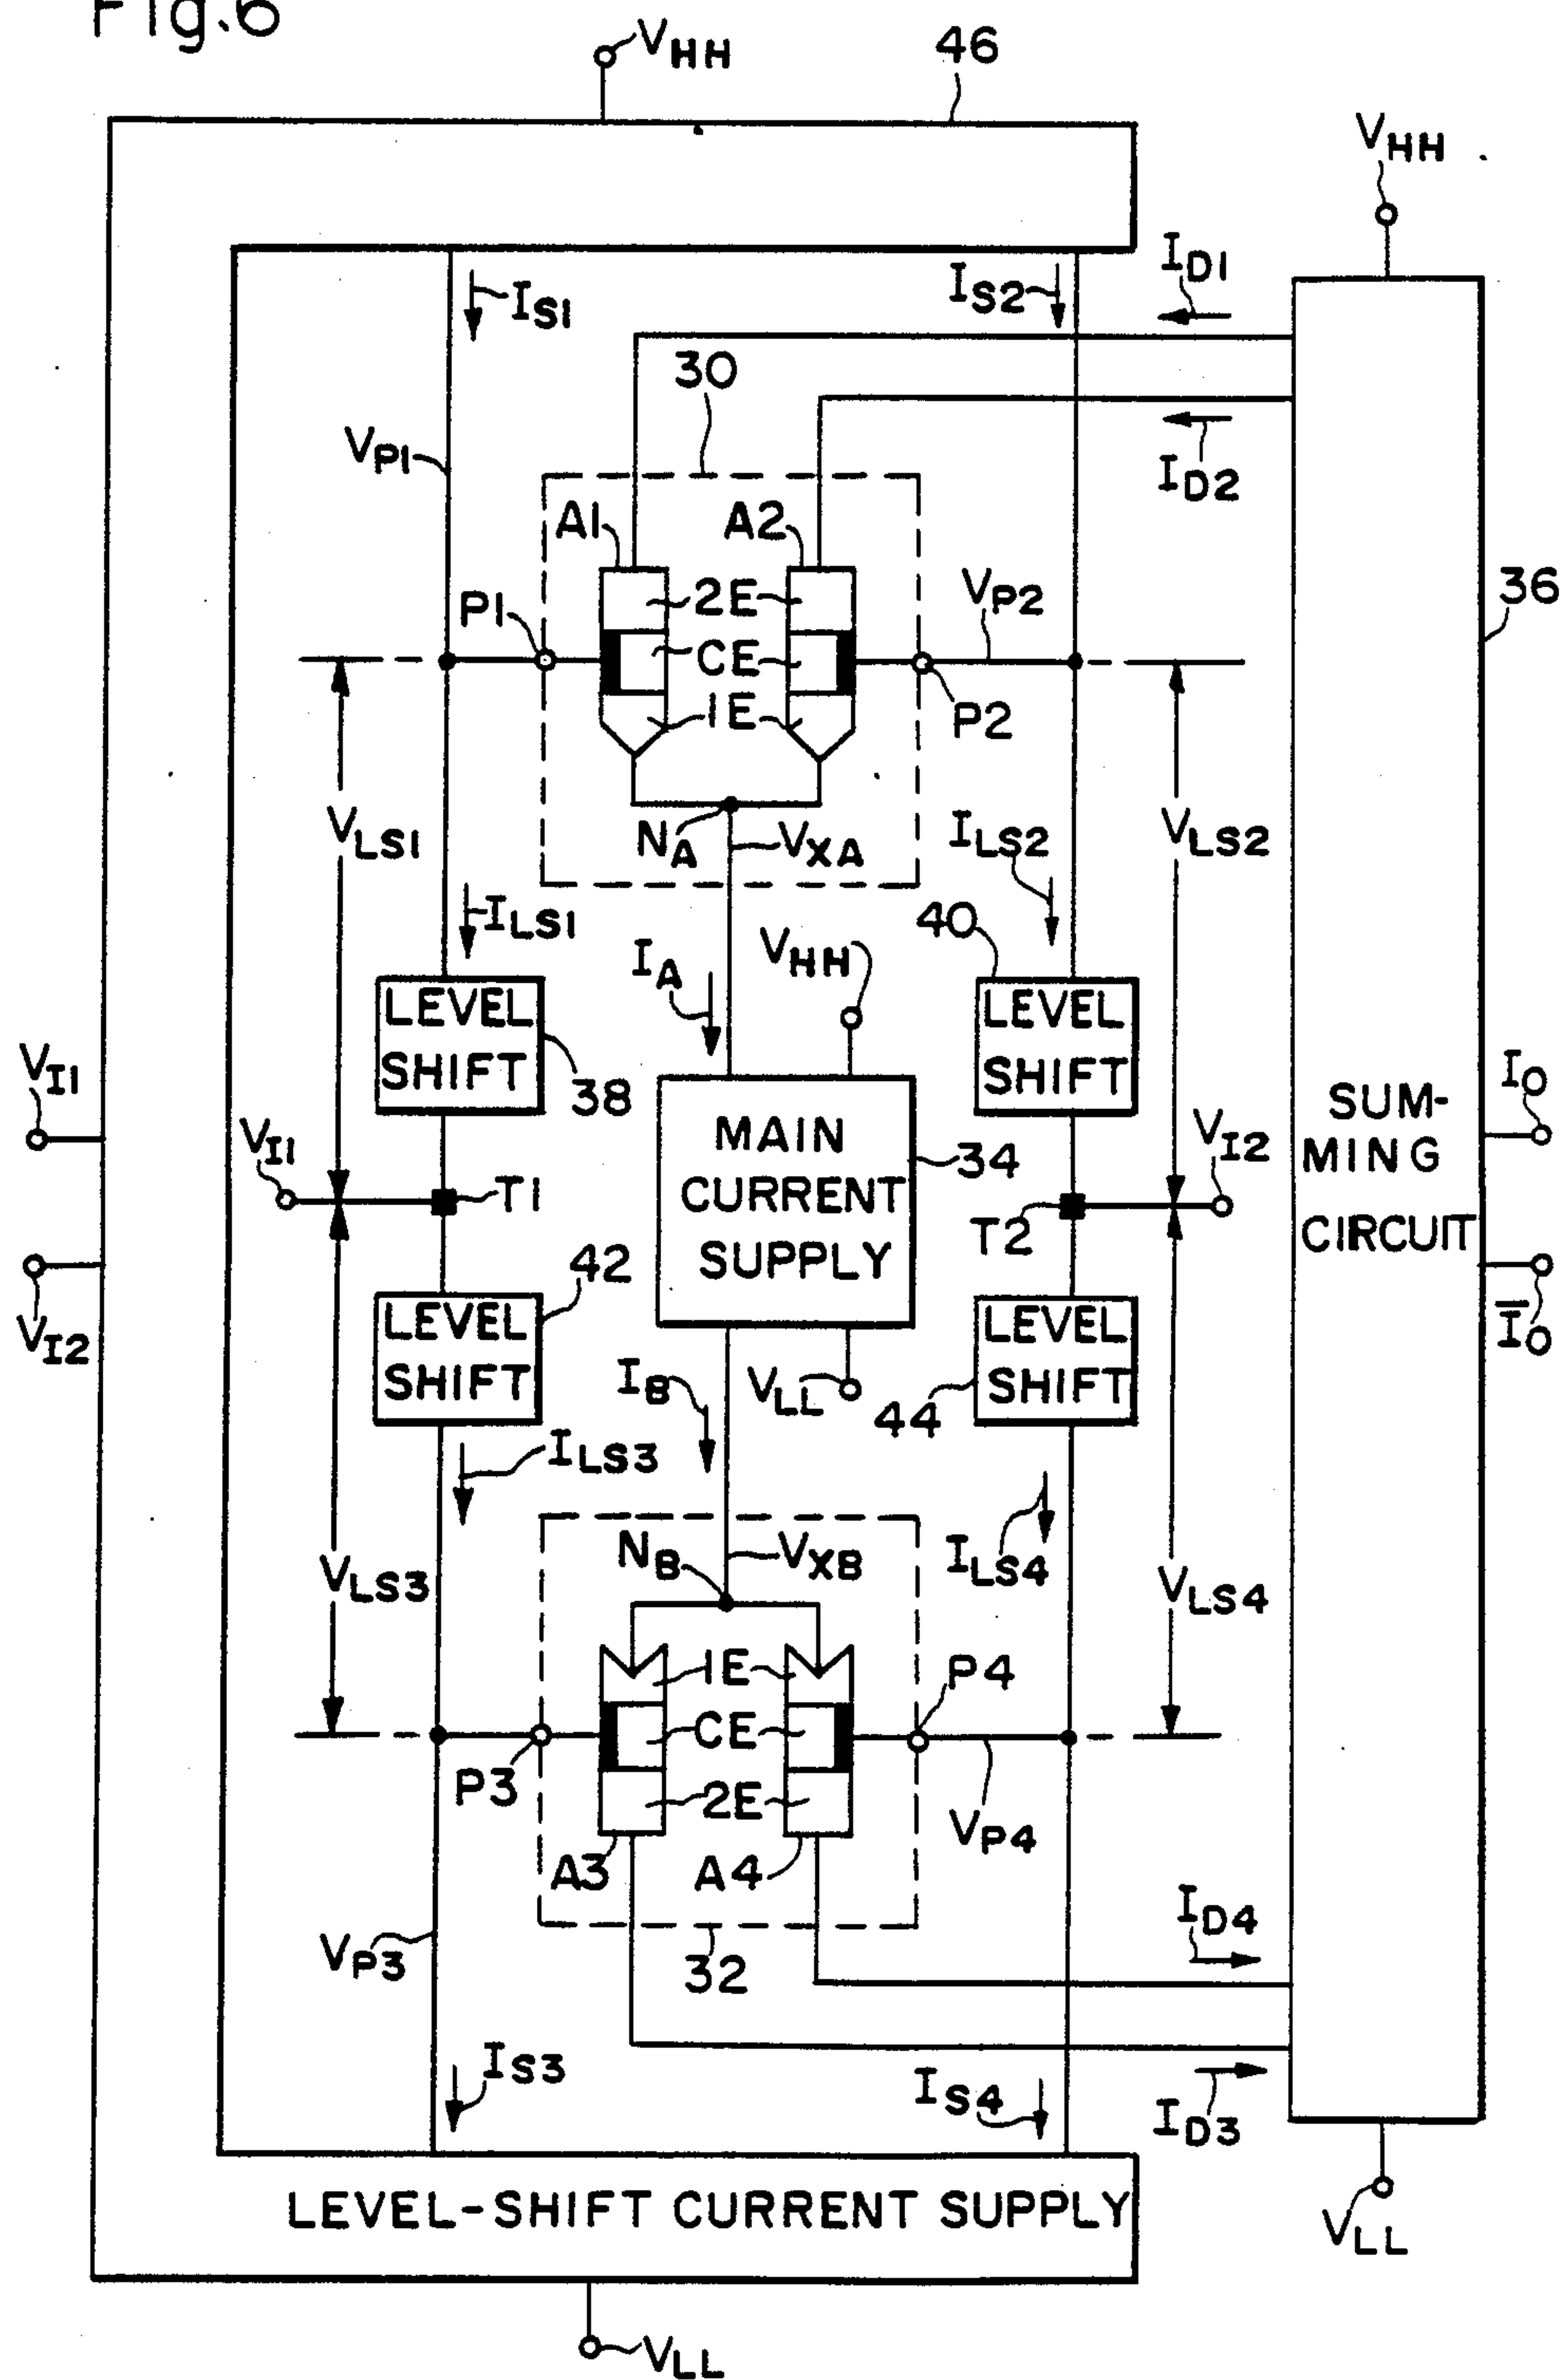 Fig.6
VHH
46
VHH
ID1
IS1
IS2
30
VP1
ID2
A1
A2
36
2E
VP2
P1
CE
1E
P2
VLS1
NA
VXA
ILS2
VLS2
ILS1
40
IA
VHH
LEVEL
SHIFT
38
LEVEL
SHIFT
VI1
IO
MAIN
CURRENT
SUPPLY
34
SUM-
MING
CIRCUIT
VI1
T1
VI2
T2
42
VI2
ĪO
LEVEL
SHIFT
LEVEL
SHIFT
IB
VLL
44
ILS3
NB
VXB
ILS4
VLS3
VLS4
1E
P4
CE
P3
2E
VP4
A3
A4
ID4
VP3
32
IS3
IS4
ID3
LEVEL-SHIFT CURRENT SUPPLY
VLL
VLL